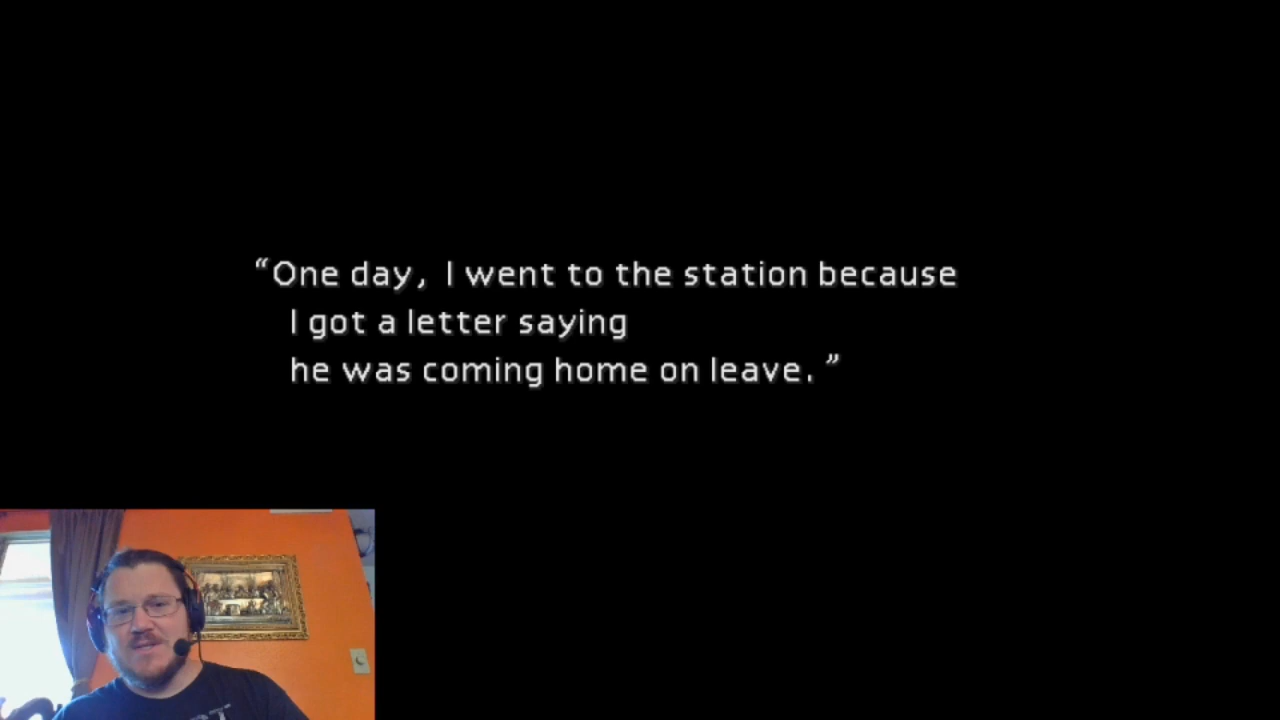 “One day, I went to the station because
I got a letter saying
he was coming home on leave.”